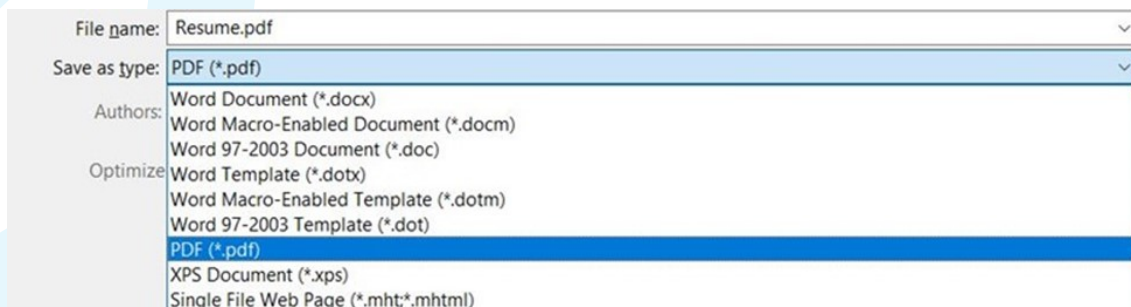 File name: Resume.pdf
Save as type: PDF (*.pdf)
Authors:
Optimize
Word Document (*.docx)
Word Macro-Enabled Document (*.docm)
Word 97-2003 Document (*.doc)
Word Template (*.dotx)
Word Macro-Enabled Template (*.dotm)
Word 97-2003 Template (*.dot)
PDF (*.pdf)
XPS Document (*.xps)
Single File Web Page (*.mht;*.mhtml)